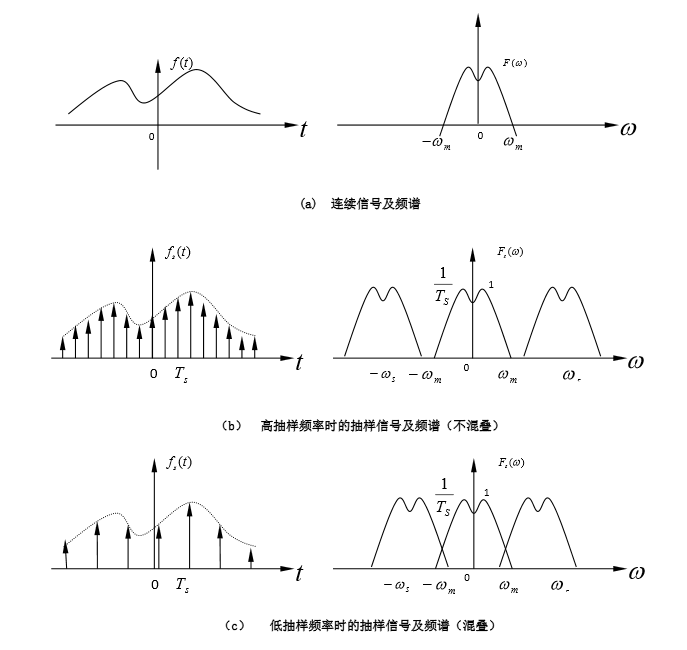 f(t)
F(ω)
0 t
−ω_m 0 ω_m ω
(a) 连续信号及频谱
f_s(t)
F_s(ω)
1/T_S 1
0 T_s t
−ω_s −ω_m 0 ω_m ω
(b) 高抽样频率时的抽样信号及频谱（不混叠）
f_s(t)
F_s(ω)
1/T_S 1
0 T_s t
−ω_s −ω_m 0 ω_m ω
(c) 低抽样频率时的抽样信号及频谱（混叠）